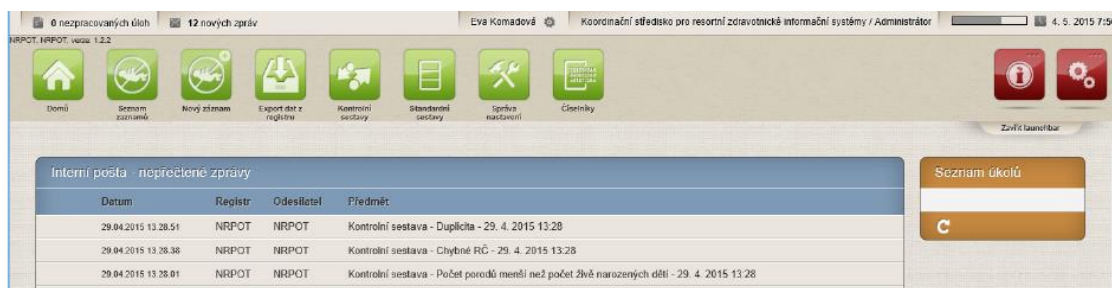 0 nezpracovaných úloh 12 nových zpráv Eva Komadová Koordinační středisko pro resortní zdravotnické informační systémy / Administrátor 4. 5. 2015 7:5
NRPOT, NRPOT, verze 1.2.2
Domů Seznam záznamů Nový záznam Export dat z registru Kontrolní sestavy Standardní sestavy Správa nastavení Číselníky
Zavřít launchbar
Interní pošta - nepřečtené zprávy Seznam úkolů
Datum Registr Odesílatel Předmět
29.04.2015 13.28.51 NRPOT NRPOT Kontrolní sestava - Duplicita - 29. 4. 2015 13:28
29.04.2015 13.28.38 NRPOT NRPOT Kontrolní sestava - Chybné RČ - 29. 4. 2015 13:28
29.04.2015 13.28.01 NRPOT NRPOT Kontrolní sestava - Počet porodů menší než počet živě narozených dětí - 29. 4. 2015 13:28